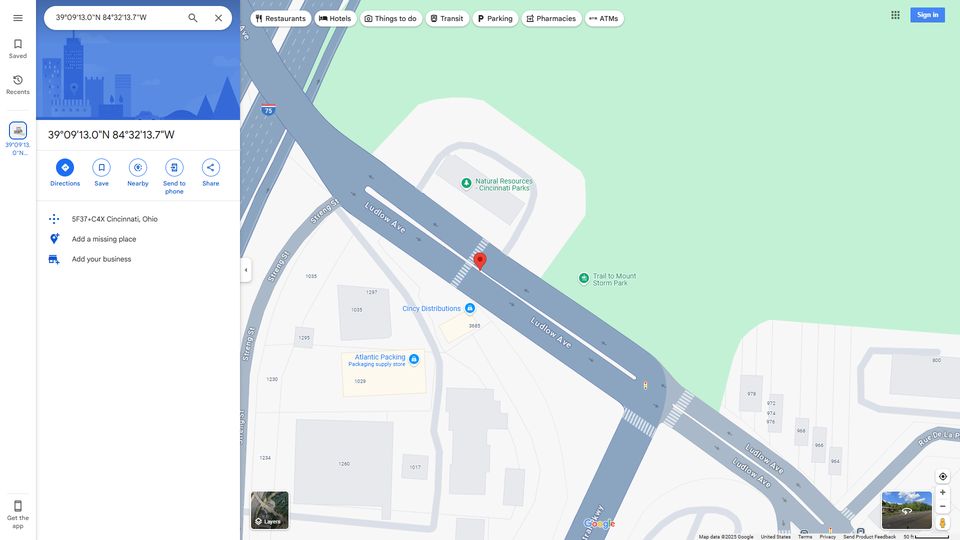 39°09'13.0"N 84°32'13.7"W
Restaurants
Hotels
Things to do
Transit
Parking
Pharmacies
ATMs
Sign in
Saved
Recents
39°09'13.
0"N...
39°09'13.0"N 84°32'13.7"W
Directions
Save
Nearby
Send to
phone
Share
5F37+C4X Cincinnati, Ohio
Add a missing place
Add your business
Get the
app
Ave
75
Natural Resources
- Cincinnati Parks
Ludlow Ave
Streng St
Streng St
Streng St
Trail to Mount
Storm Park
1035
1297
1035
Cincy Distributions
3685
Ludlow Ave
1295
Atlantic Packing
Packaging supply store
1029
1230
800
978
972
974
976
968
966
964
Rue De La P
Ludlow Ave
Ludlow Ave
1234
1260
1017
Layers
Google
Map data ©2025 Google
United States
Terms
Privacy
Send Product Feedback
50 ft